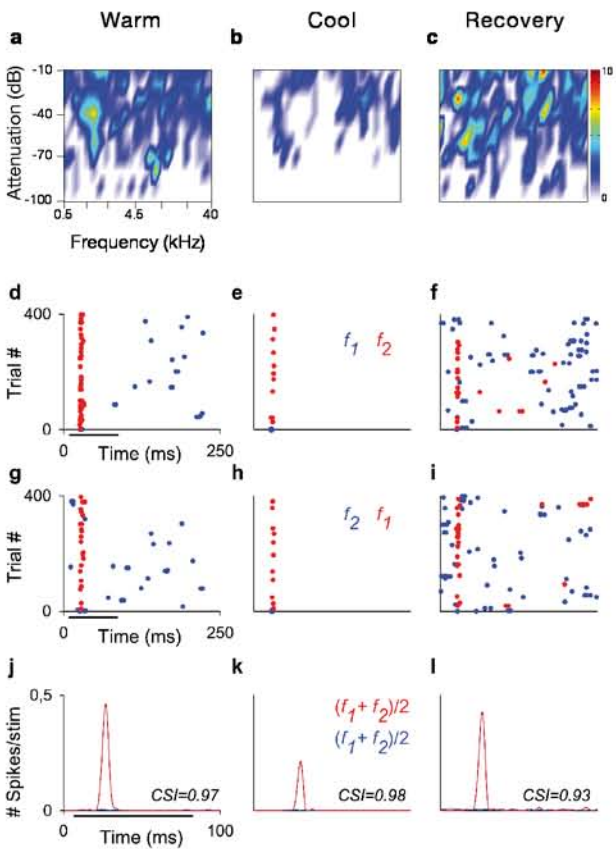 Warm Cool Recovery
a b c
Attenuation (dB)
-10
-40
-70
-100
0.5 4.5 40
Frequency (kHz)
10
0
d e f
Trial #
400
0
f1 f2
0 250
Time (ms)
g h i
Trial #
400
0
f2 f1
0 250
Time (ms)
j k l
# Spikes/stim
0,5
0
(f1 + f2)/2
(f1 + f2)/2
CSI=0.97 CSI=0.98 CSI=0.93
0 100
Time (ms)